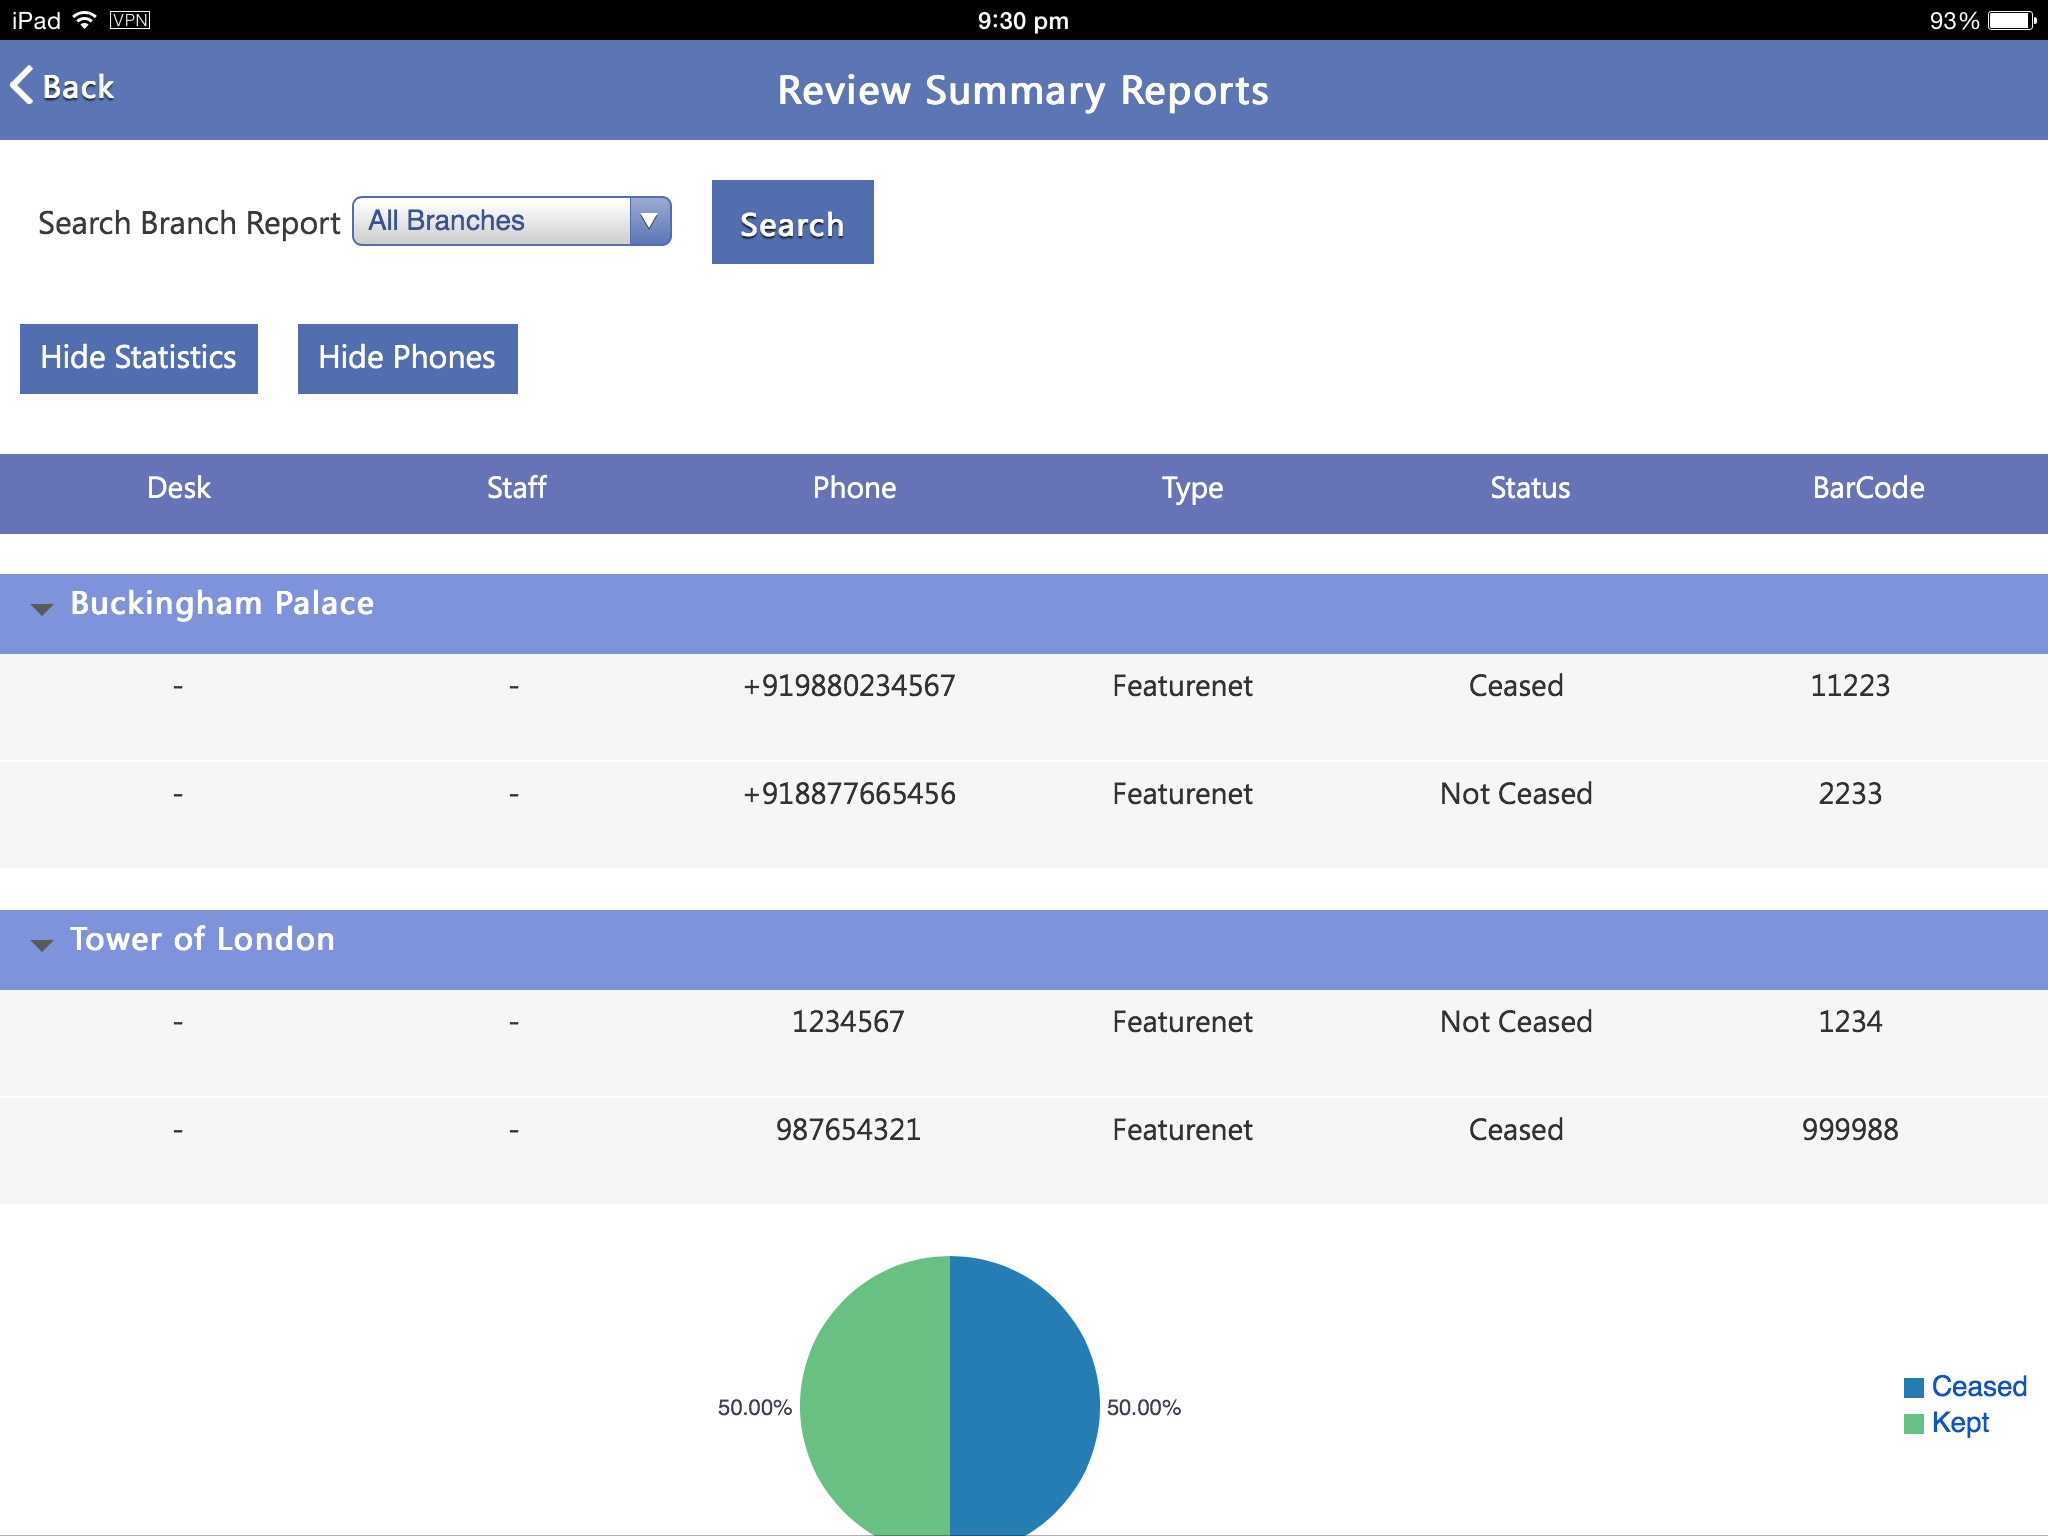 iPad VPN 9:30 pm 93%
Back Review Summary Reports
Search Branch Report All Branches Search
Hide Statistics Hide Phones
Desk Staff Phone Type Status BarCode
Buckingham Palace
- - +919880234567 Featurenet Ceased 11223
- - +918877665456 Featurenet Not Ceased 2233
Tower of London
- - 1234567 Featurenet Not Ceased 1234
- - 987654321 Featurenet Ceased 999988
50.00% 50.00%
Ceased
Kept